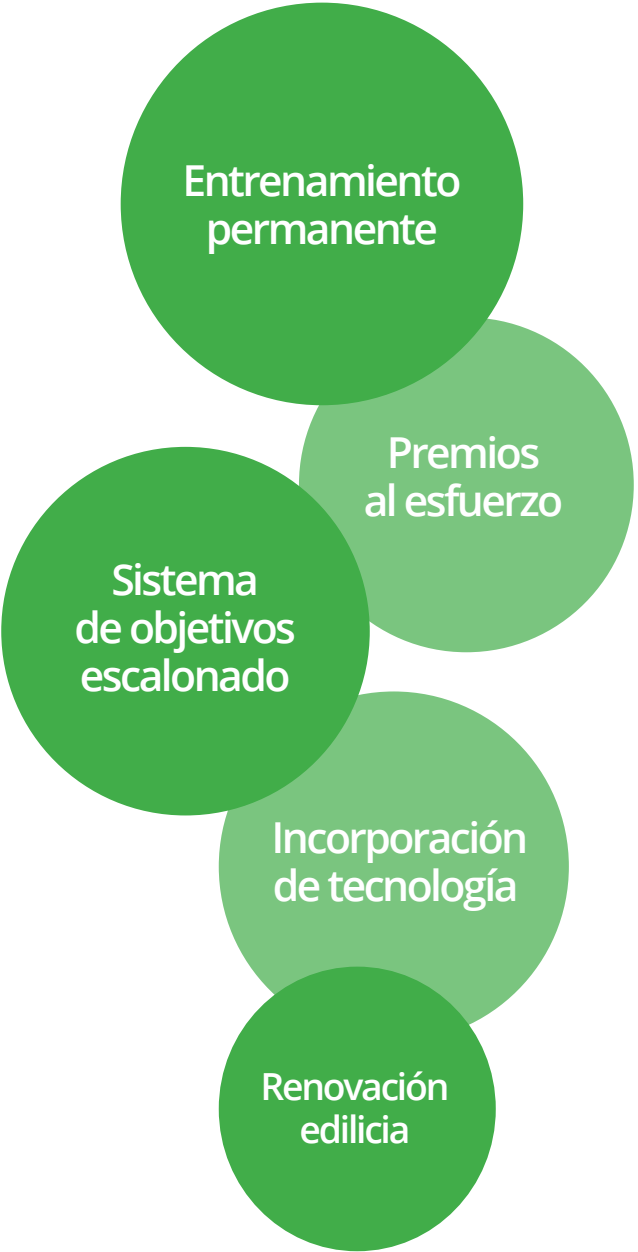 Entrenamiento
permanente
Premios
al esfuerzo
Sistema
de objetivos
escalonado
Incorporación
de tecnología
Renovación
edilicia